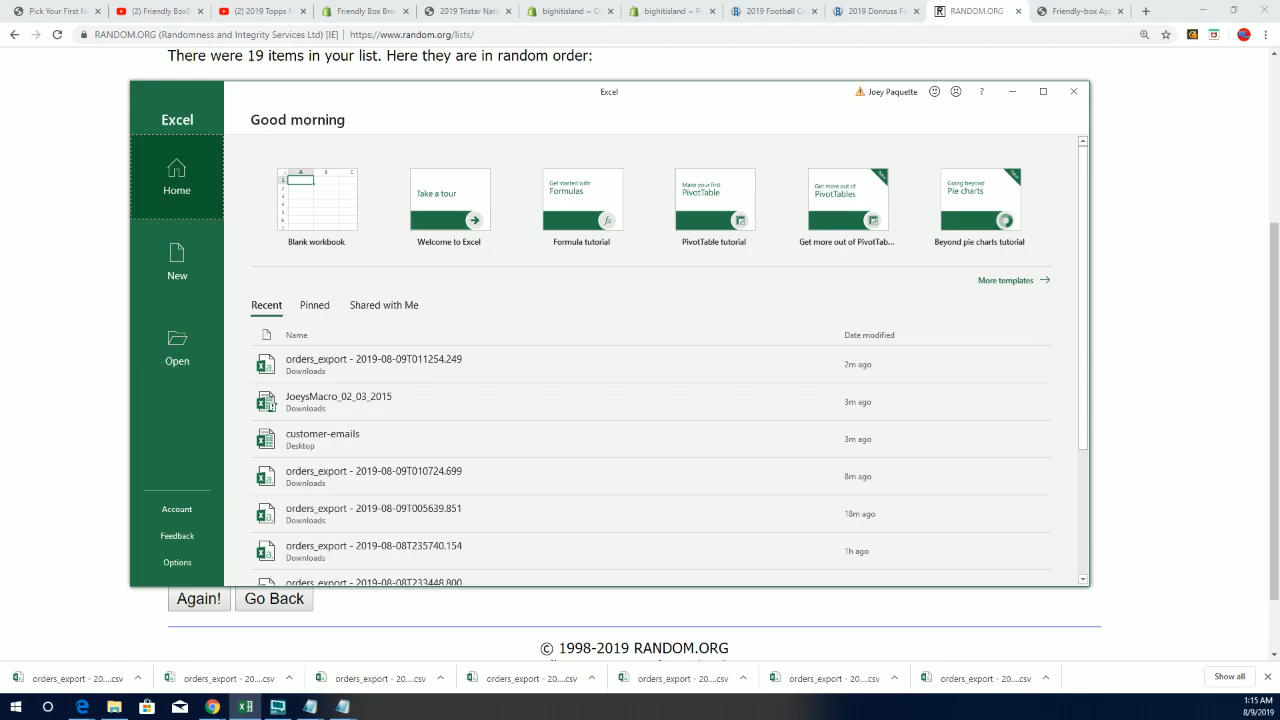 Pick Your First N
(2) Friendly BoxB
(2) 2019 Topps M
Friendly Box Bre
2019 Tristar Nati
bighitisland ~ C
bighitisland ~ P
2019 Football C
2019 Donruss Fo
RANDOM.ORG -
Friendly-box App
RANDOM.ORG (Randomness and Integrity Services Ltd) [IE] | https://www.random.org/lists/
There were 19 items in your list. Here they are in random order:
Excel
Joey Paquette
?
Excel
Good morning
Home
New
Open
Account
Feedback
Options
A B C
Take a tour
Get started with
Formulas
fx
Make your first
PivotTable
Get more out of
PivotTables
Going beyond
Pie charts
Blank workbook
Welcome to Excel
Formula tutorial
PivotTable tutorial
Get more out of PivotTab...
Beyond pie charts tutorial
More templates
Recent Pinned Shared with Me
Name Date modified
orders_export - 2019-08-09T011254.249
Downloads
2m ago
JoeysMacro_02_03_2015
Downloads
3m ago
customer-emails
Desktop
3m ago
orders_export - 2019-08-09T010724.699
Downloads
8m ago
orders_export - 2019-08-09T005639.851
Downloads
18m ago
orders_export - 2019-08-08T235740.154
Downloads
1h ago
orders_export - 2019-08-08T233448.800
Again! Go Back
© 1998-2019 RANDOM.ORG
orders_export - 20....csv
orders_export - 20....csv
orders_export - 20....csv
orders_export - 20....csv
orders_export - 20....csv
orders_export - 20....csv
orders_export - 20....csv
Show all
1:15 AM
8/9/2019